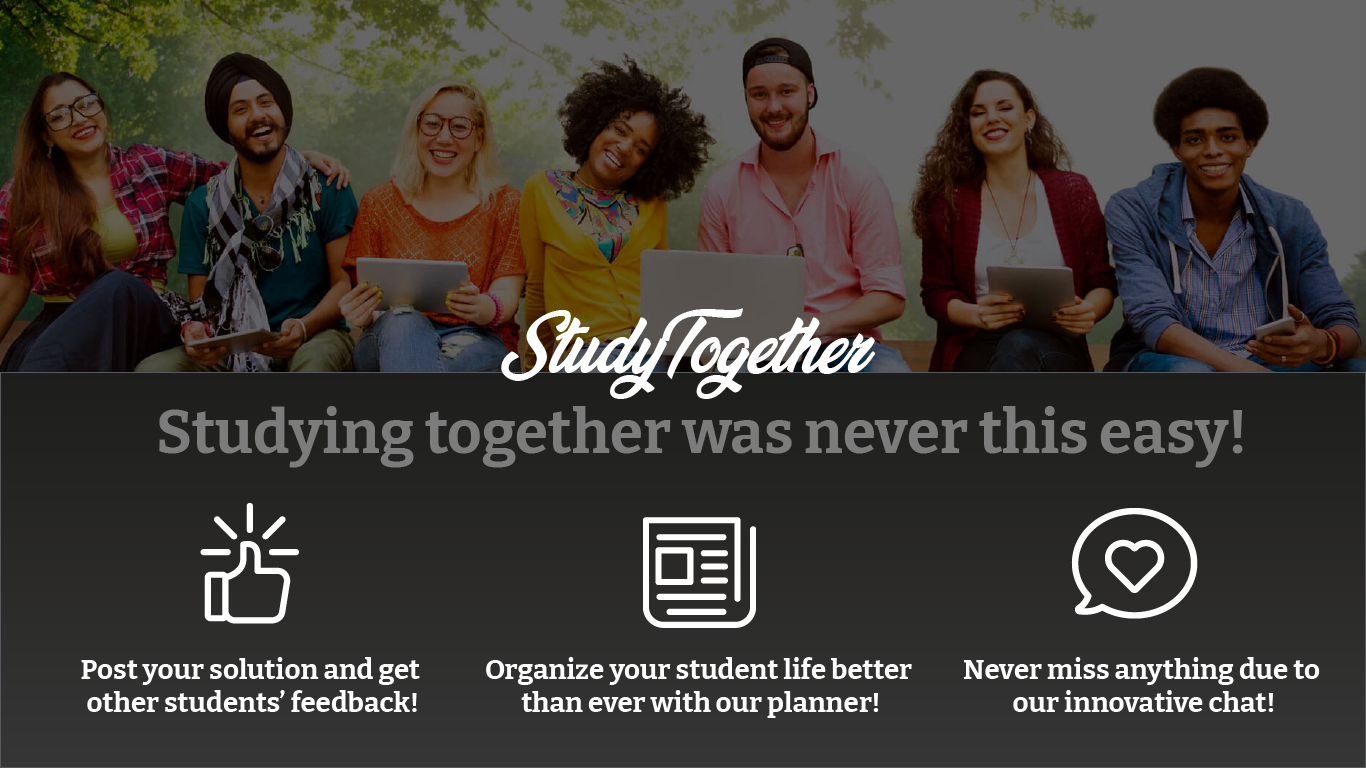 StudyTogether
Studying together was never this easy!
Post your solution and get
other students’ feedback!
Organize your student life better
than ever with our planner!
Never miss anything due to
our innovative chat!